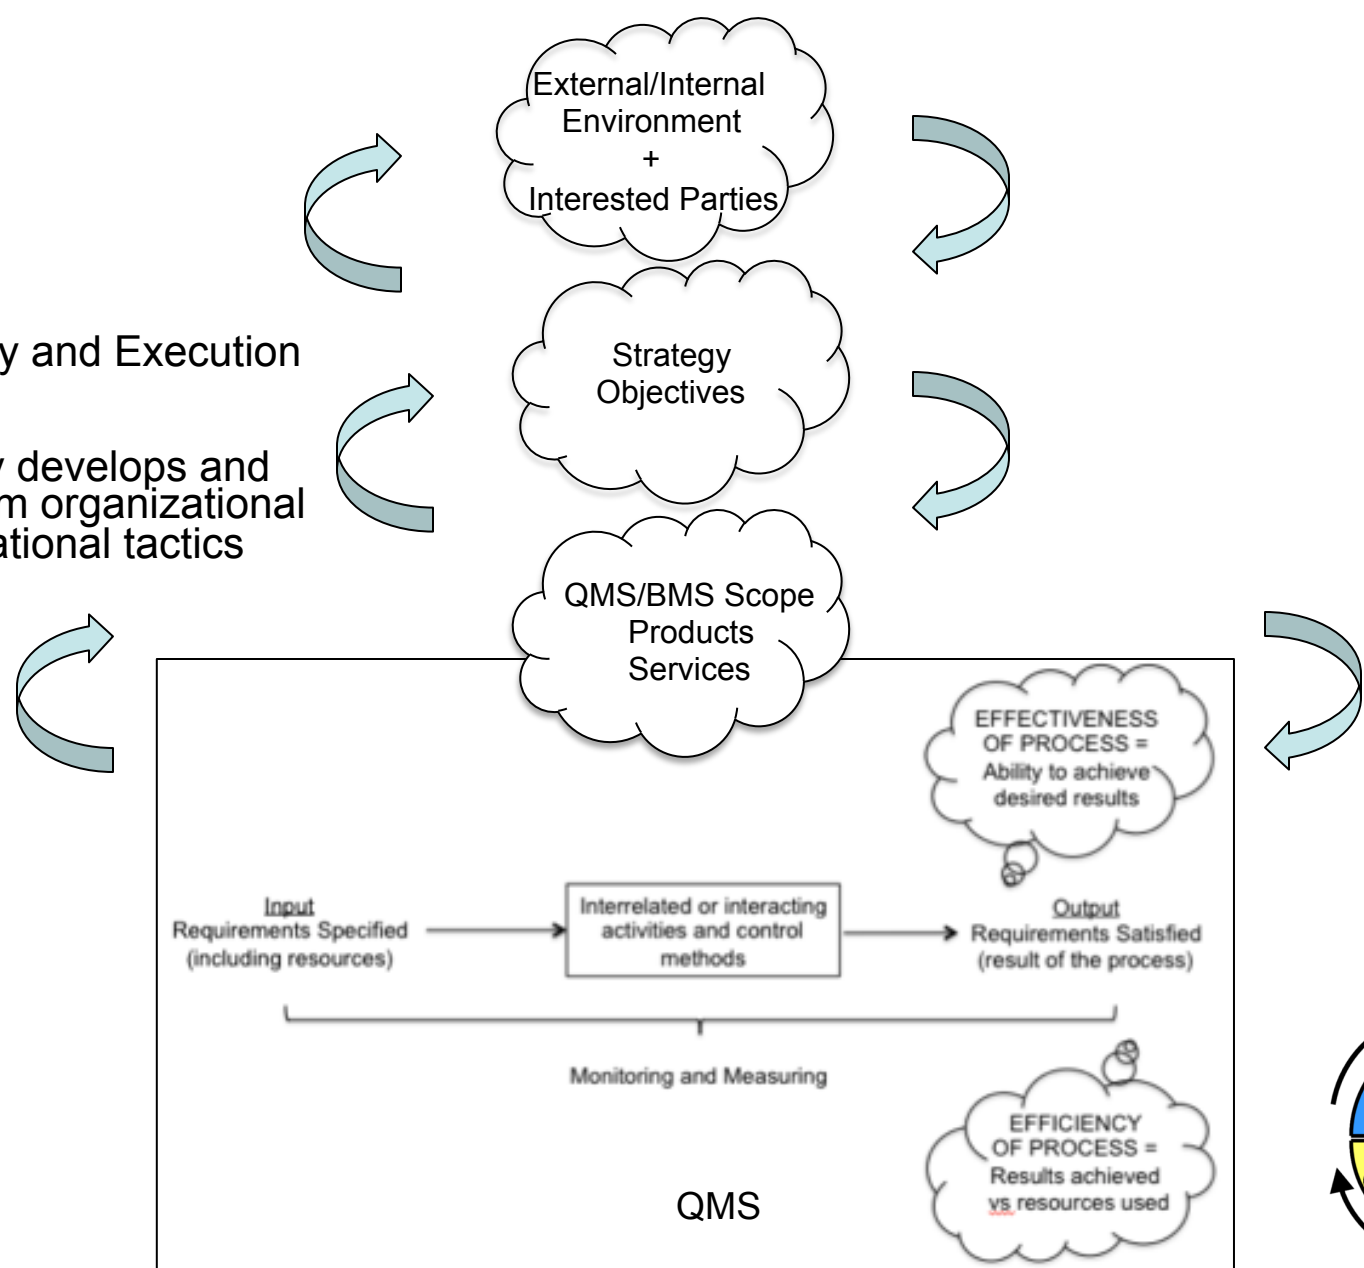 External/Internal
Environment
+
Interested Parties
y and Execution
Strategy
Objectives
y develops and
m organizational
ational tactics
QMS/BMS Scope
Products
Services
EFFECTIVENESS
OF PROCESS =
Ability to achieve
desired results
Input
Requirements Specified
(including resources)
Interrelated or interacting
activities and control
methods
Output
Requirements Satisfied
(result of the process)
Monitoring and Measuring
EFFICIENCY
OF PROCESS =
Results achieved
vs resources used
QMS